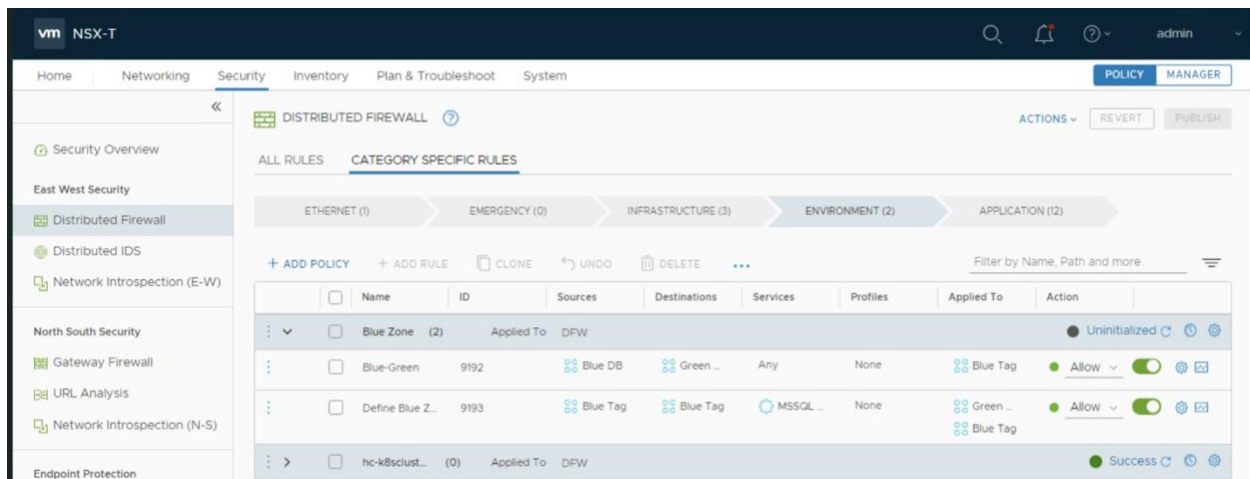 vm NSX-T admin
Home Networking Security Inventory Plan & Troubleshoot System POLICY MANAGER
Security Overview
East West Security
Distributed Firewall
Distributed IDS
Network Introspection (E-W)
North South Security
Gateway Firewall
URL Analysis
Network Introspection (N-S)
Endpoint Protection
DISTRIBUTED FIREWALL ACTIONS REVERT PUBLISH
ALL RULES CATEGORY SPECIFIC RULES
ETHERNET (1) EMERGENCY (0) INFRASTRUCTURE (3) ENVIRONMENT (2) APPLICATION (12)
+ ADD POLICY + ADD RULE CLONE UNDO DELETE ... Filter by Name, Path and more
Name ID Sources Destinations Services Profiles Applied To Action
Blue Zone (2) Applied To DFW Uninitialized
Blue-Green 9192 Blue DB Green ... Any None Blue Tag Allow
Define Blue Z... 9193 Blue Tag Blue Tag MSSQL ... None Green ... Allow
Blue Tag
hc-k8sclust... (0) Applied To DFW Success